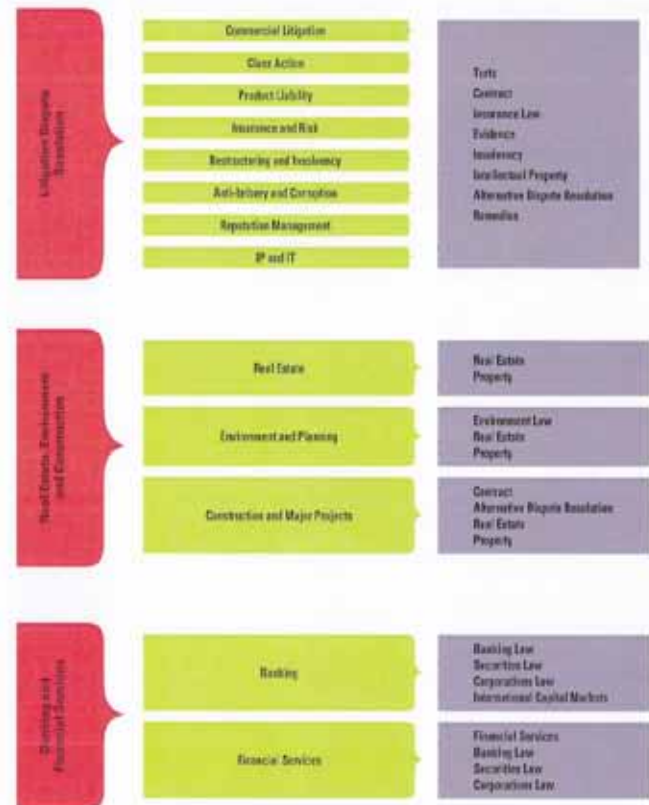 Litigation Dispute
Resolution
Commercial Litigation
Class Action
Product Liability
Insurance and Risk
Restructuring and Insolvency
Anti-bribery and Corruption
Reputation Management
IP and IT
Torts
Contract
Insurance Law
Evidence
Insolvency
Intellectual Property
Alternative Dispute Resolution
Remedies
Real Estate, Environment
and Construction
Real Estate
Real Estate
Property
Environment and Planning
Environment Law
Real Estate
Property
Construction and Major Projects
Contract
Alternative Dispute Resolution
Real Estate
Property
Banking and
Financial Services
Banking
Banking Law
Securities Law
Corporations Law
International Capital Markets
Financial Services
Financial Services
Banking Law
Securities Law
Corporations Law